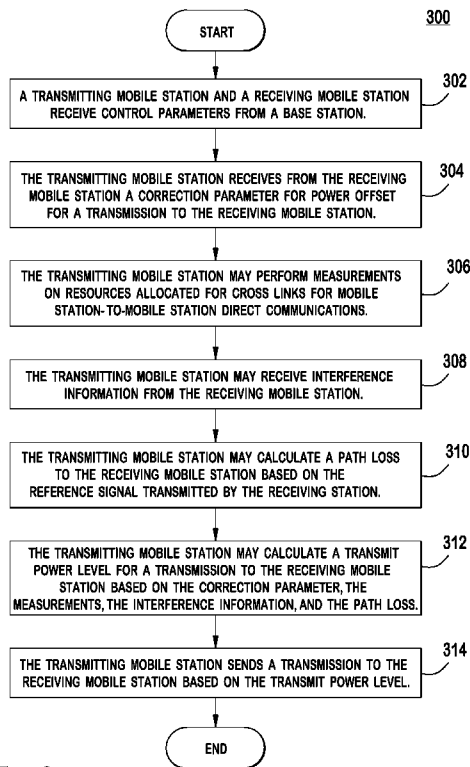 300
START
302
A TRANSMITTING MOBILE STATION AND A RECEIVING MOBILE STATION
RECEIVE CONTROL PARAMETERS FROM A BASE STATION.
304
THE TRANSMITTING MOBILE STATION RECEIVES FROM THE RECEIVING
MOBILE STATION A CORRECTION PARAMETER FOR POWER OFFSET
FOR A TRANSMISSION TO THE RECEIVING MOBILE STATION.
306
THE TRANSMITTING MOBILE STATION MAY PERFORM MEASUREMENTS
ON RESOURCES ALLOCATED FOR CROSS LINKS FOR MOBILE
STATION-TO-MOBILE STATION DIRECT COMMUNICATIONS.
308
THE TRANSMITTING MOBILE STATION MAY RECEIVE INTERFERENCE
INFORMATION FROM THE RECEIVING MOBILE STATION.
310
THE TRANSMITTING MOBILE STATION MAY CALCULATE A PATH LOSS
TO THE RECEIVING MOBILE STATION BASED ON THE
REFERENCE SIGNAL TRANSMITTED BY THE RECEIVING STATION.
312
THE TRANSMITTING MOBILE STATION MAY CALCULATE A TRANSMIT
POWER LEVEL FOR A TRANSMISSION TO THE RECEIVING MOBILE
STATION BASED ON THE CORRECTION PARAMETER, THE
MEASUREMENTS, THE INTERFERENCE INFORMATION, AND THE PATH LOSS.
314
THE TRANSMITTING MOBILE STATION SENDS A TRANSMISSION TO THE
RECEIVING MOBILE STATION BASED ON THE TRANSMIT POWER LEVEL.
END